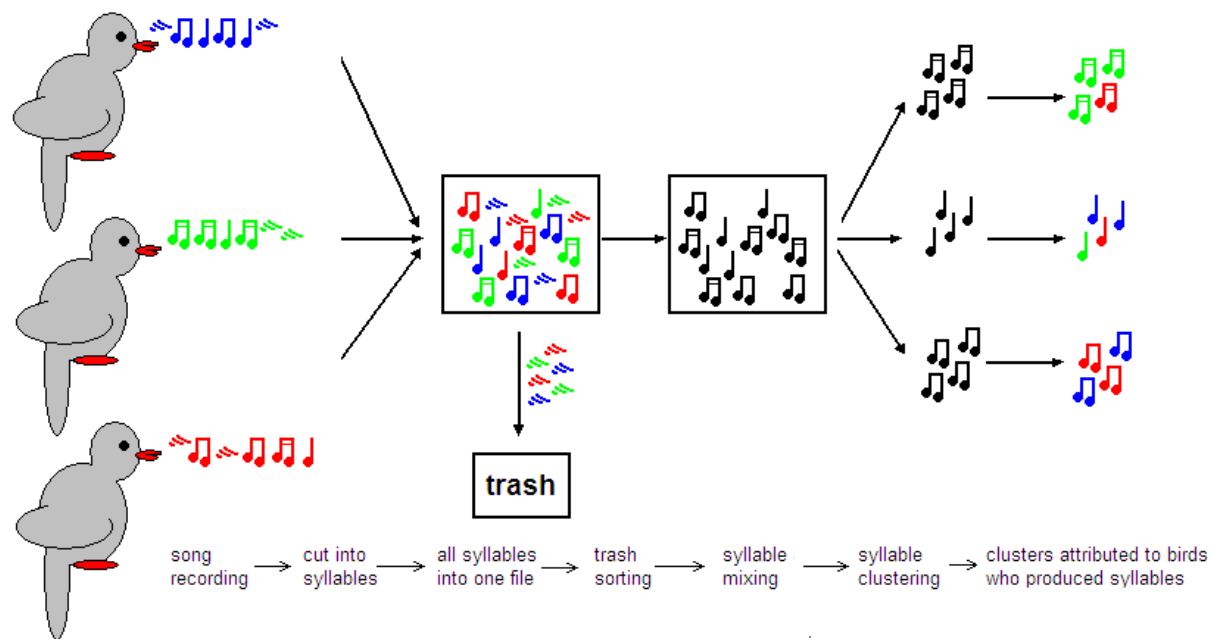 trash
song
recording
cut into
syllables
all syllables
into one file
trash
sorting
syllable
mixing
syllable
clustering
clusters attributed to birds
who produced syllables